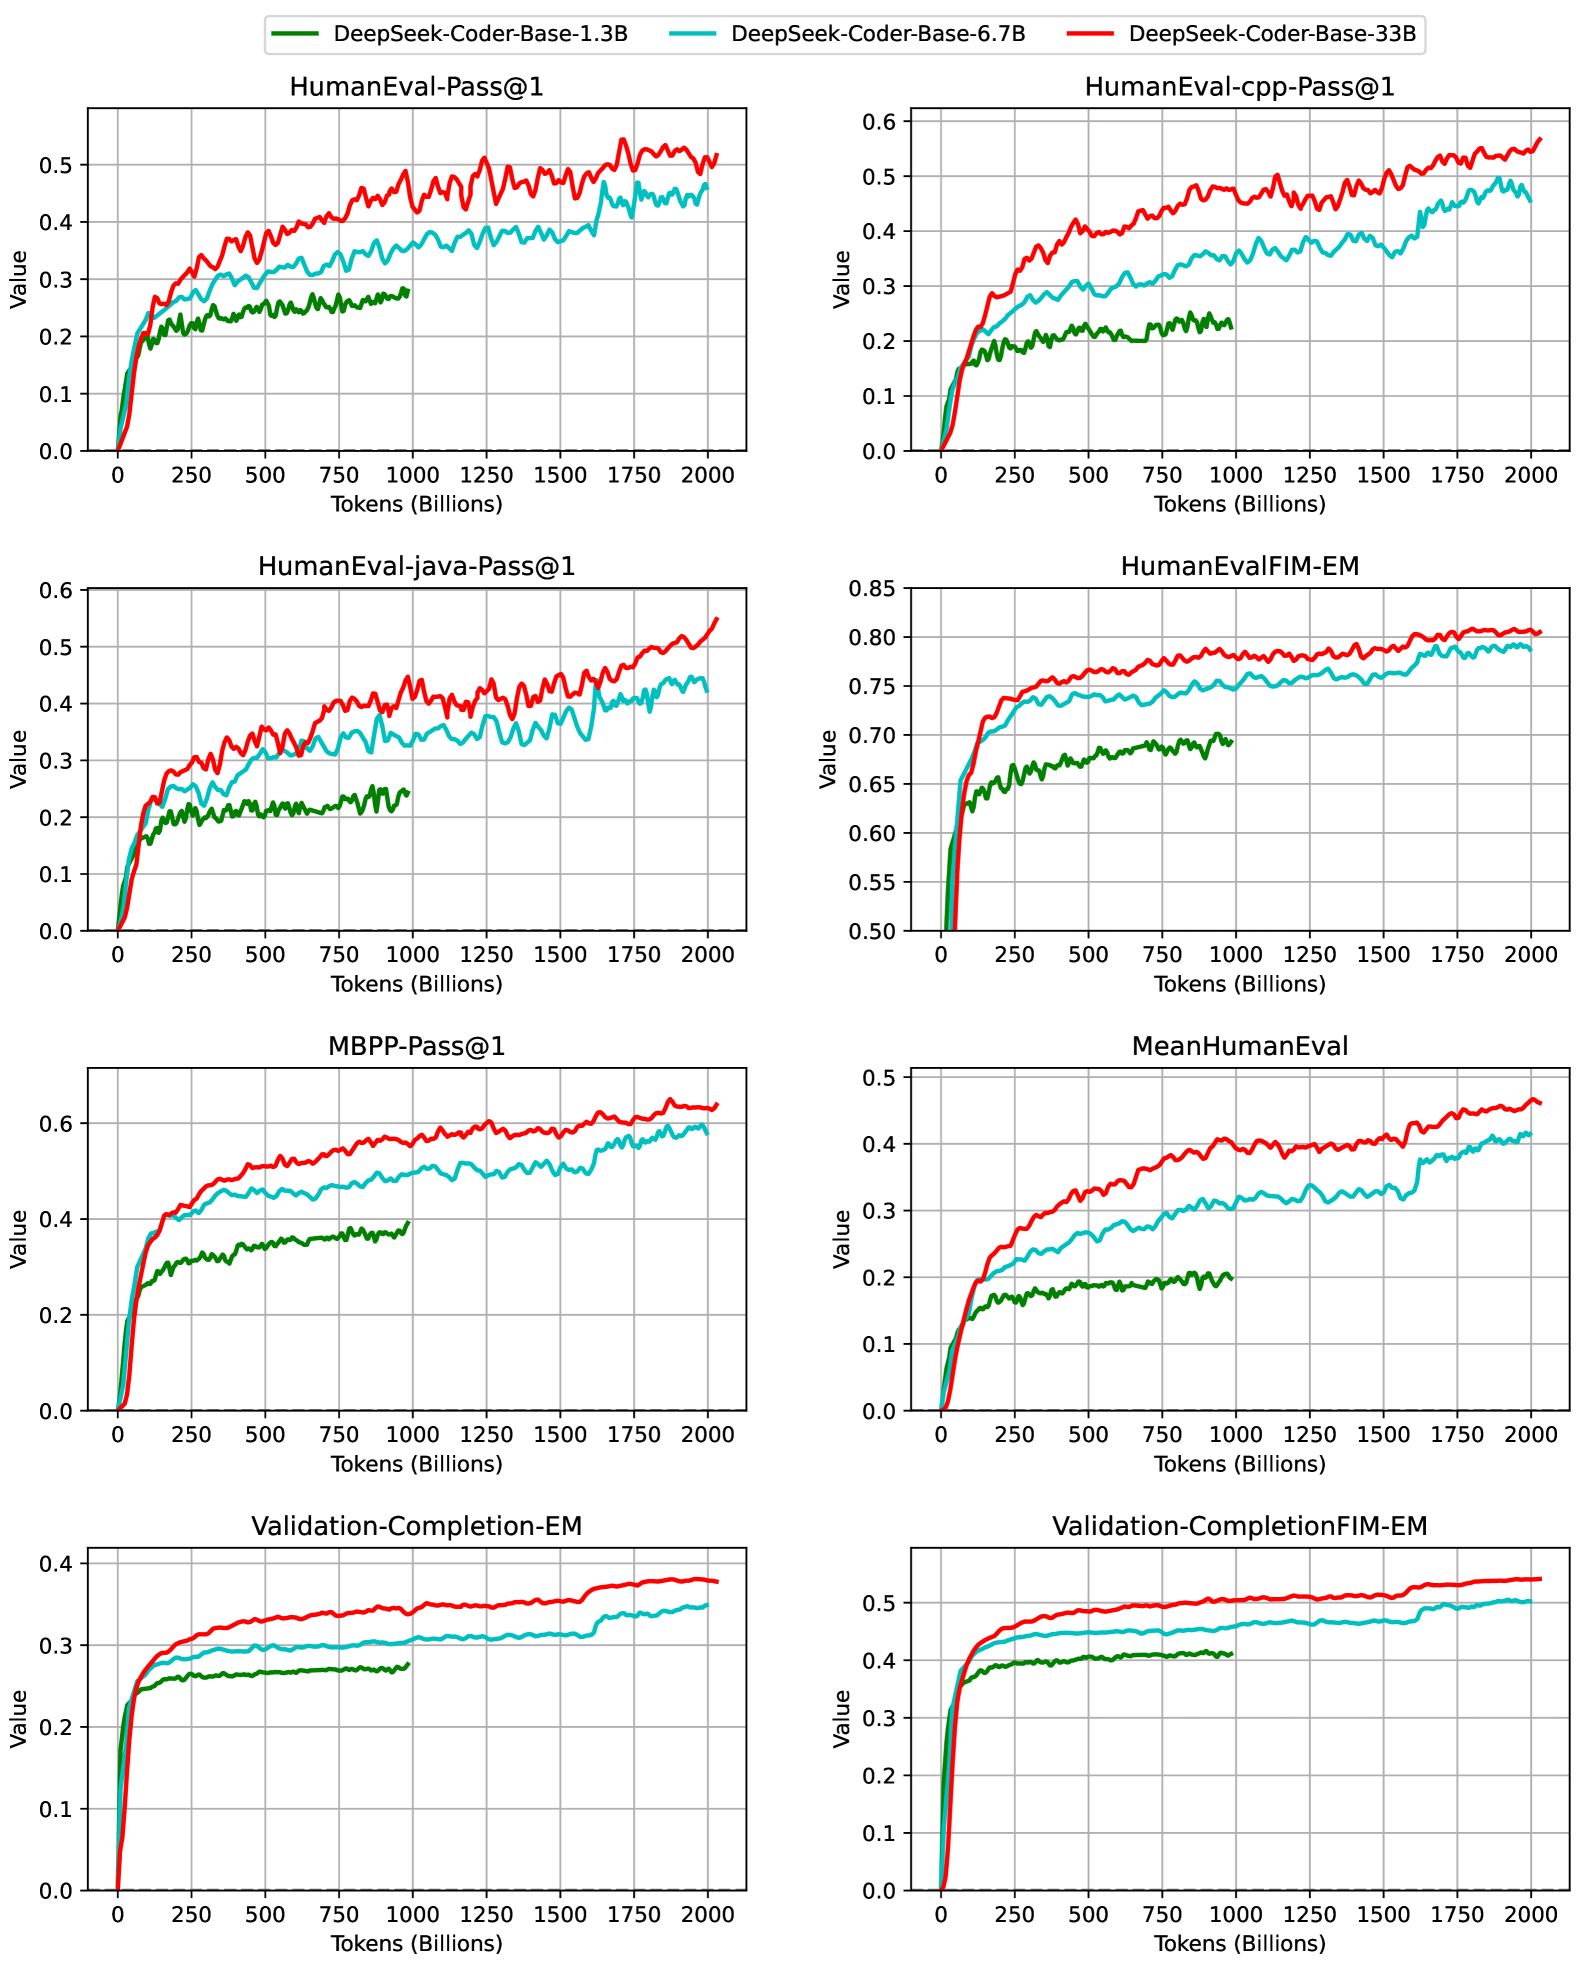 DeepSeek-Coder-Base-1.3B DeepSeek-Coder-Base-6.7B DeepSeek-Coder-Base-33B
HumanEval-Pass@1
Value
0.5
0.4
0.3
0.2
0.1
0.0
0 250 500 750 1000 1250 1500 1750 2000
Tokens (Billions)
HumanEval-cpp-Pass@1
Value
0.6
0.5
0.4
0.3
0.2
0.1
0.0
0 250 500 750 1000 1250 1500 1750 2000
Tokens (Billions)
HumanEval-java-Pass@1
Value
0.6
0.5
0.4
0.3
0.2
0.1
0.0
0 250 500 750 1000 1250 1500 1750 2000
Tokens (Billions)
HumanEvalFIM-EM
Value
0.85
0.80
0.75
0.70
0.65
0.60
0.55
0.50
0 250 500 750 1000 1250 1500 1750 2000
Tokens (Billions)
MBPP-Pass@1
Value
0.6
0.4
0.2
0.0
0 250 500 750 1000 1250 1500 1750 2000
Tokens (Billions)
MeanHumanEval
Value
0.5
0.4
0.3
0.2
0.1
0.0
0 250 500 750 1000 1250 1500 1750 2000
Tokens (Billions)
Validation-Completion-EM
Value
0.4
0.3
0.2
0.1
0.0
0 250 500 750 1000 1250 1500 1750 2000
Tokens (Billions)
Validation-CompletionFIM-EM
Value
0.5
0.4
0.3
0.2
0.1
0.0
0 250 500 750 1000 1250 1500 1750 2000
Tokens (Billions)